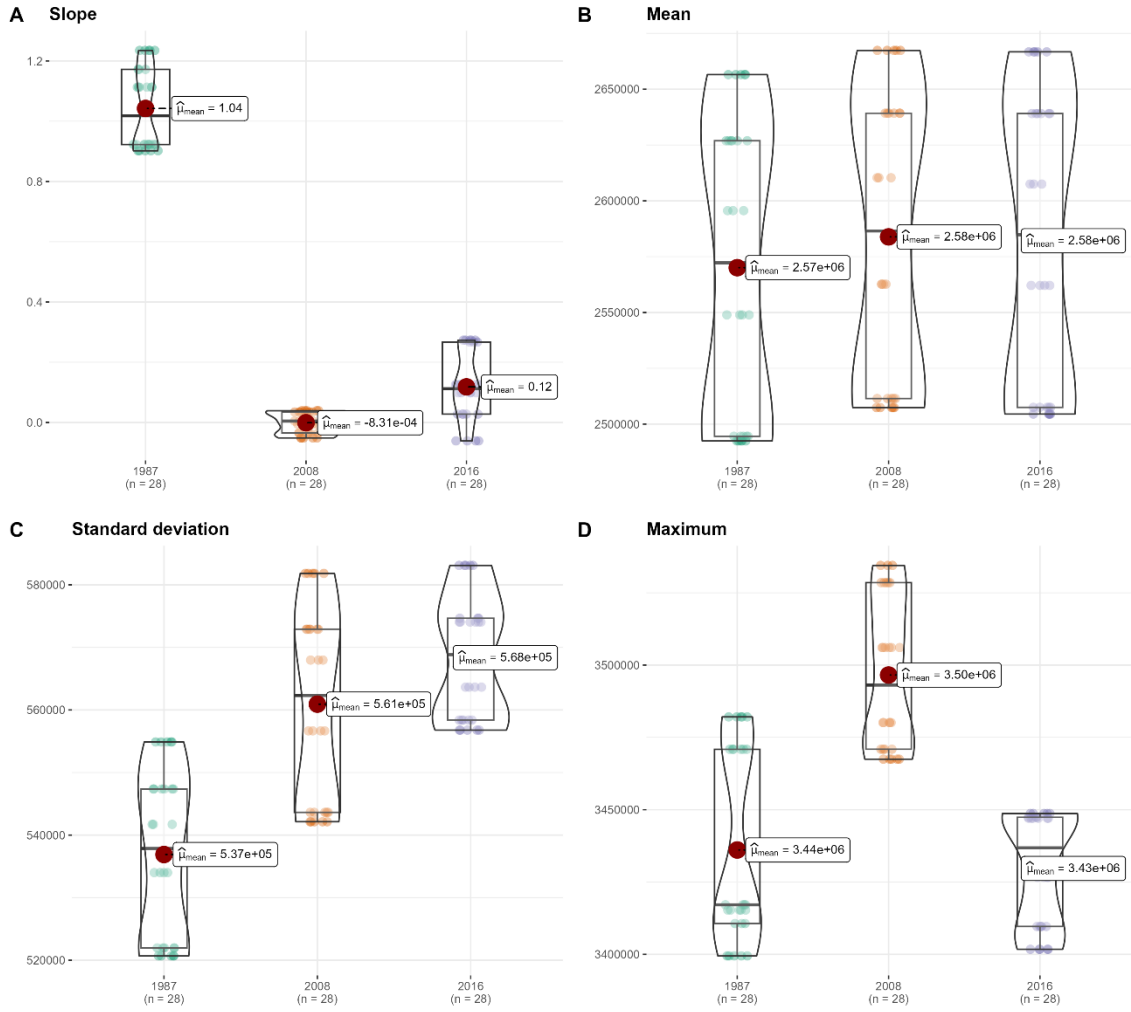 A Slope
1.2
0.8
0.4
0.0
μ̂mean = 1.04
μ̂mean = -8.31e-04
μ̂mean = 0.12
1987 2008 2016
(n = 28) (n = 28) (n = 28)
B Mean
2650000
2600000
2550000
2500000
μ̂mean = 2.57e+06
μ̂mean = 2.58e+06
μ̂mean = 2.58e+06
1987 2008 2016
(n = 28) (n = 28) (n = 28)
C Standard deviation
580000
560000
540000
520000
μ̂mean = 5.37e+05
μ̂mean = 5.61e+05
μ̂mean = 5.68e+05
1987 2008 2016
(n = 28) (n = 28) (n = 28)
D Maximum
3500000
3450000
3400000
μ̂mean = 3.44e+06
μ̂mean = 3.50e+06
μ̂mean = 3.43e+06
1987 2008 2016
(n = 28) (n = 28) (n = 28)